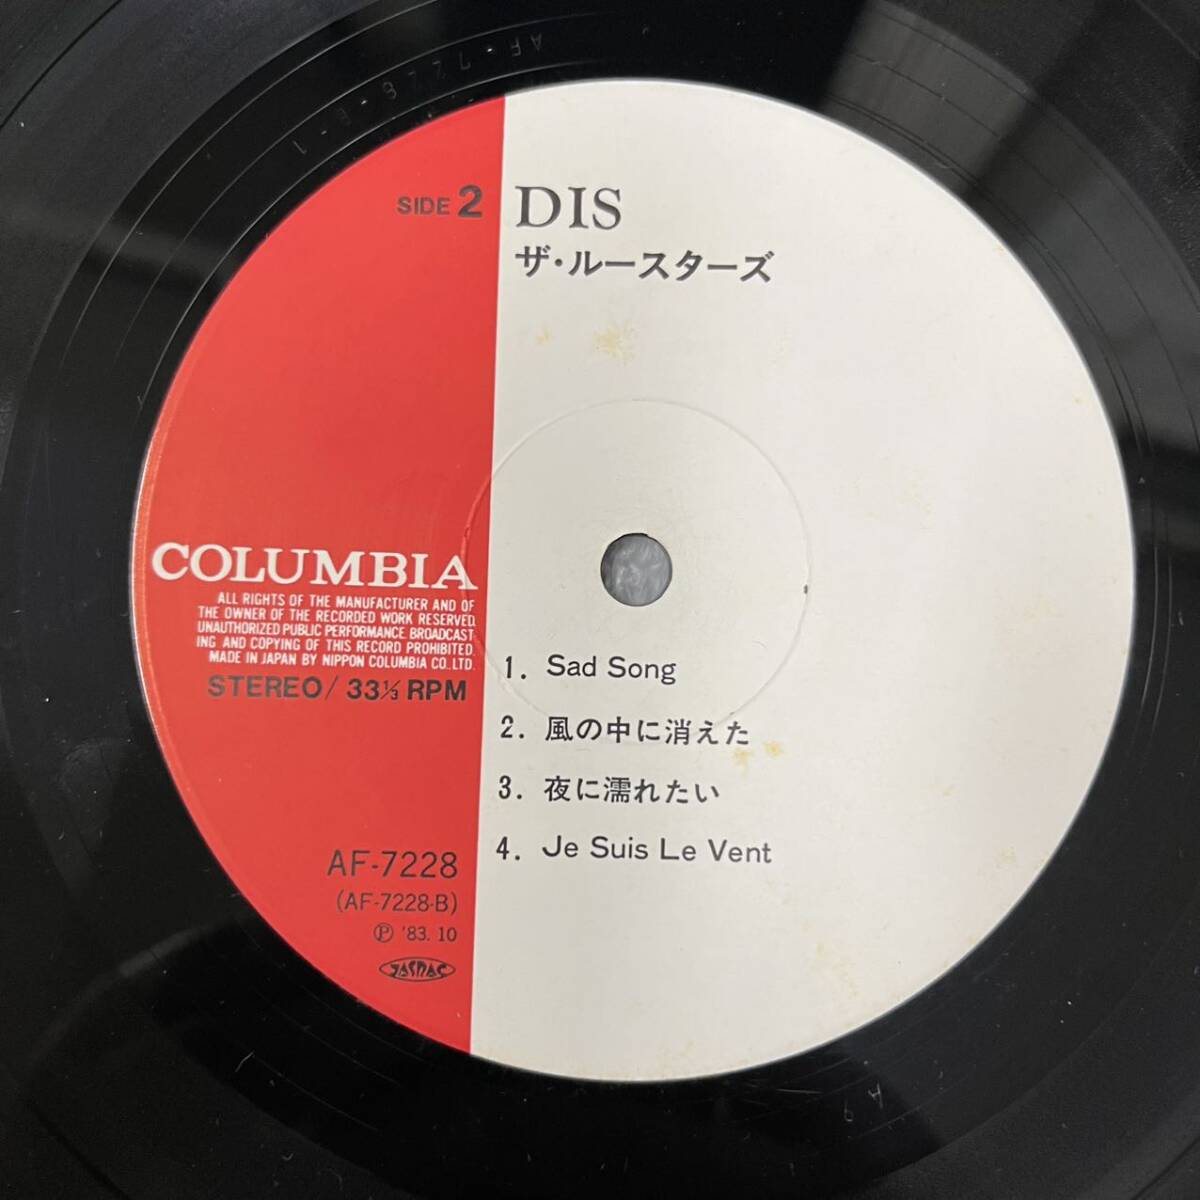 AF-7228-B-1
SIDE 2
DIS
ザ・ルースターズ
COLUMBIA
ALL RIGHTS OF THE MANUFACTURER AND OF
THE OWNER OF THE RECORDED WORK RESERVED.
UNAUTHORIZED PUBLIC PERFORMANCE. BROADCAST
ING AND COPYING OF THIS RECORD PROHIBITED.
MADE IN JAPAN BY NIPPON COLUMBIA CO.,LTD.
STEREO/ 33⅓ RPM
1. Sad Song
2. 風の中に消えた
3. 夜に濡れたい
4. Je Suis Le Vent
AF-7228
(AF-7228-B)
Ⓟ '83. 10
JASRAC
A 9